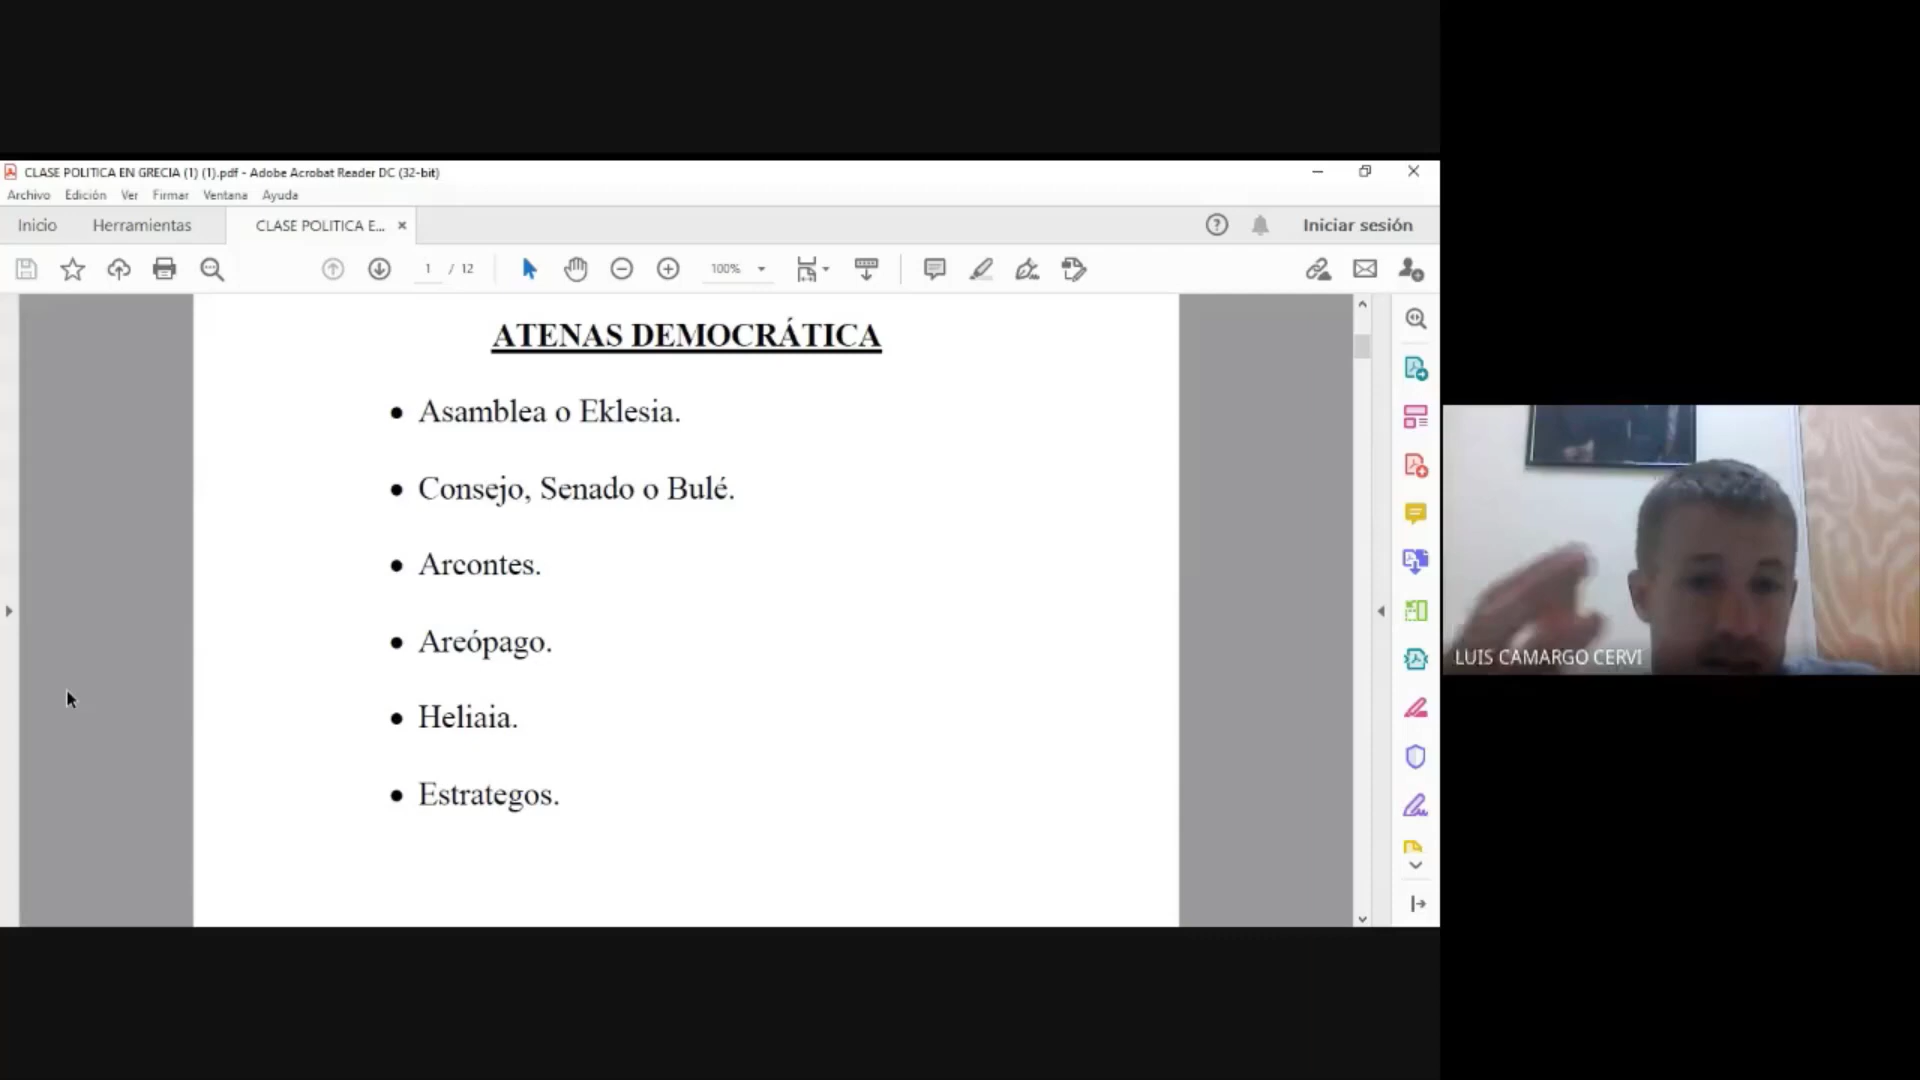 CLASE POLITICA EN GRECIA (1) (1).pdf - Adobe Acrobat Reader DC (32-bit)
Archivo Edición Ver Firmar Ventana Ayuda
Inicio Herramientas CLASE POLITICA E... Iniciar sesión
1 / 12 100%
ATENAS DEMOCRÁTICA
• Asamblea o Eklesia.
• Consejo, Senado o Bulé.
• Arcontes.
• Areópago.
• Heliaia.
• Estrategos.
LUIS CAMARGO CERVI